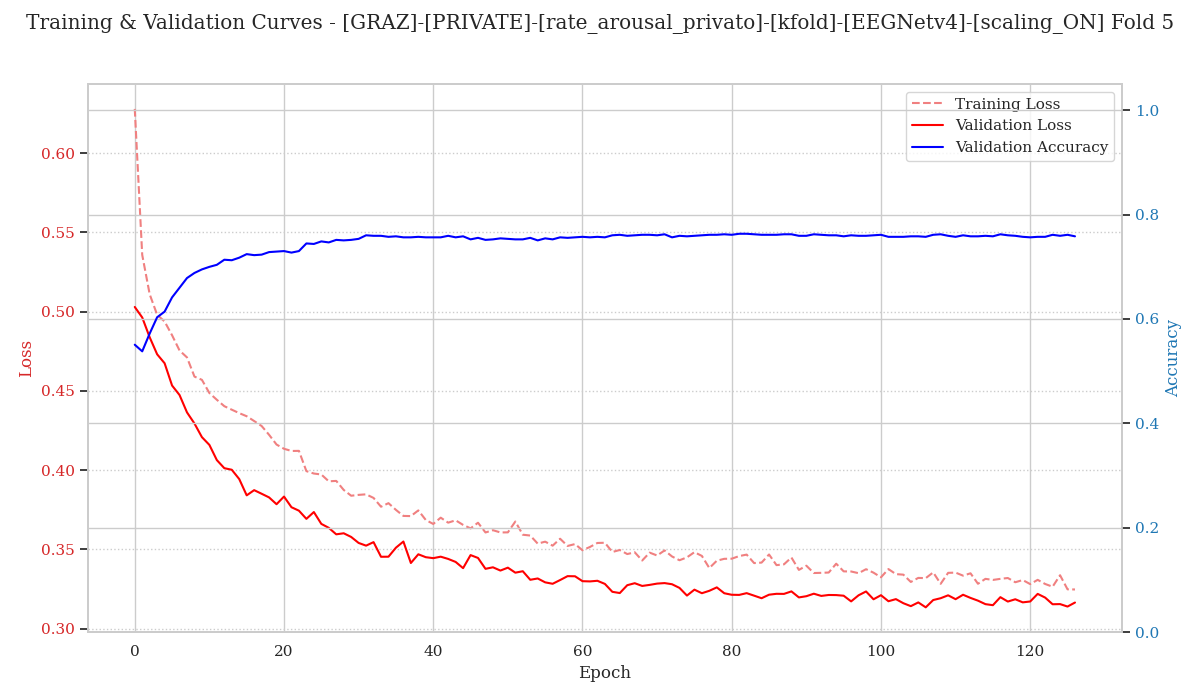 Training & Validation Curves - [GRAZ]-[PRIVATE]-[rate_arousal_privato]-[kfold]-[EEGNetv4]-[scaling_ON] Fold 5
Training Loss
Validation Loss
Validation Accuracy
0.60
0.55
0.50
0.45
0.40
0.35
0.30
Loss
1.0
0.8
0.6
0.4
0.2
0.0
Accuracy
0 20 40 60 80 100 120
Epoch